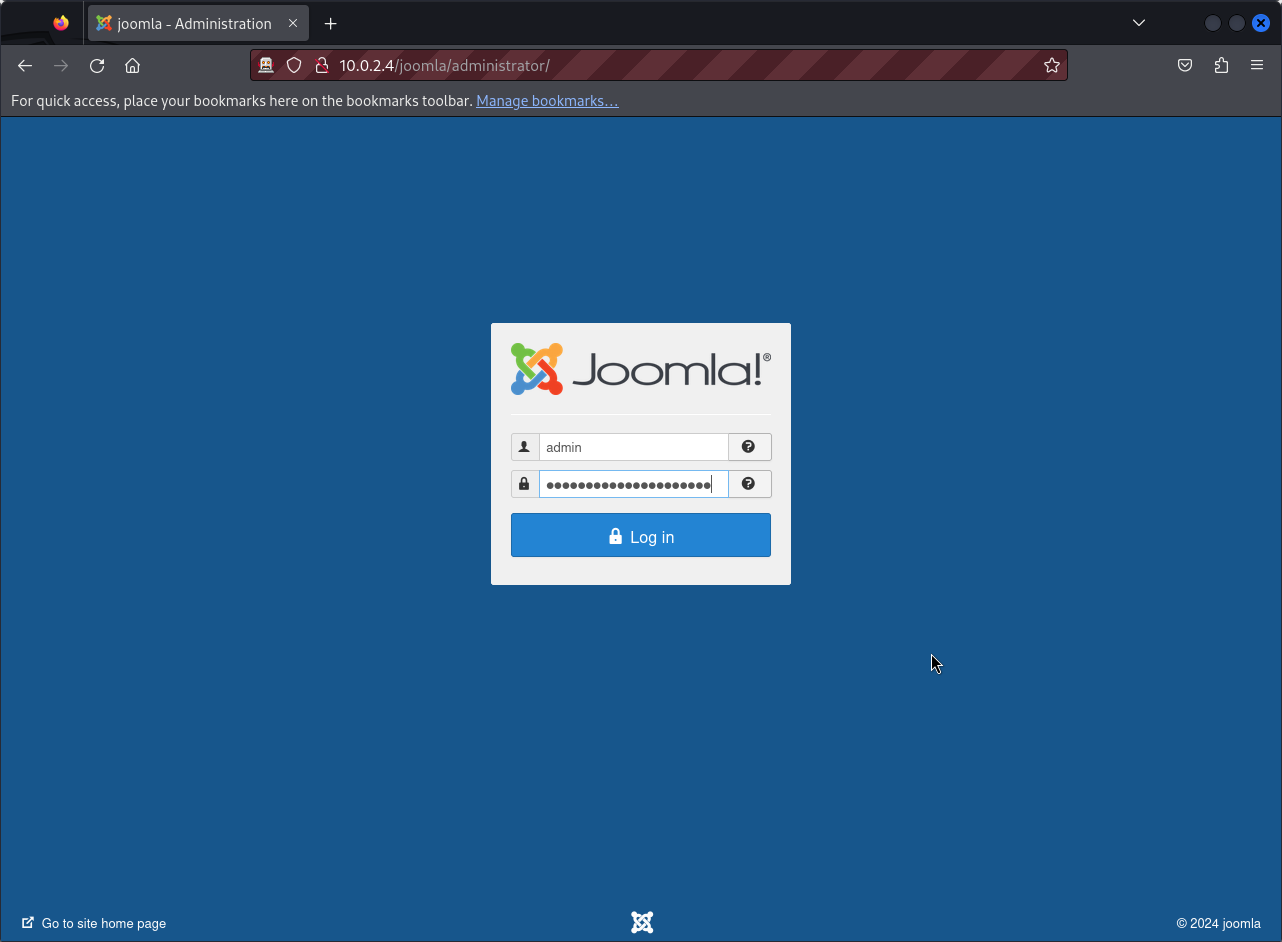 joomla - Administration
10.0.2.4/joomla/administrator/
For quick access, place your bookmarks here on the bookmarks toolbar. Manage bookmarks…
Joomla!®
admin
●●●●●●●●●●●●●●●●●●●●●
Log in
Go to site home page
© 2024 joomla